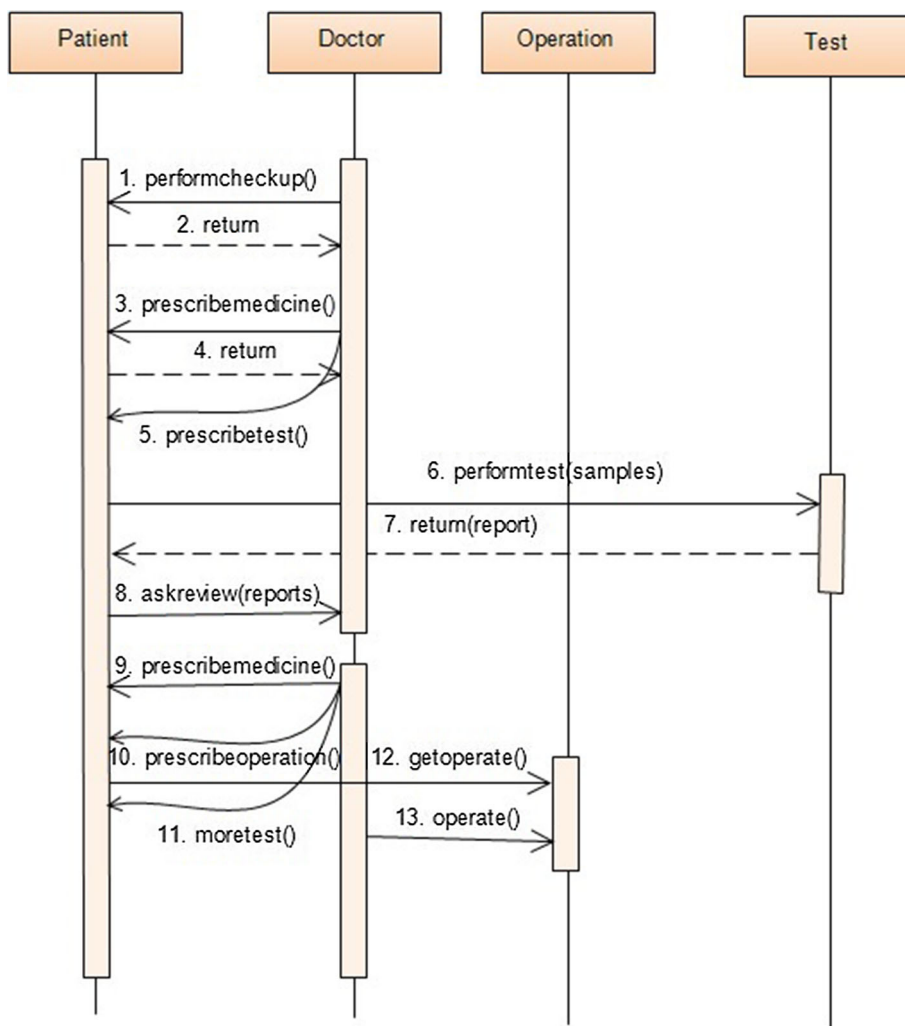 Patient
Doctor
Operation
Test
1. performcheckup()
2. return
3. prescribemedicine()
4. return
5. prescribetest()
6. performtest(samples)
7. return(report)
8. askreview(reports)
9. prescribemedicine()
10. prescribeoperation()
12. getoperate()
13. operate()
11. moretest()